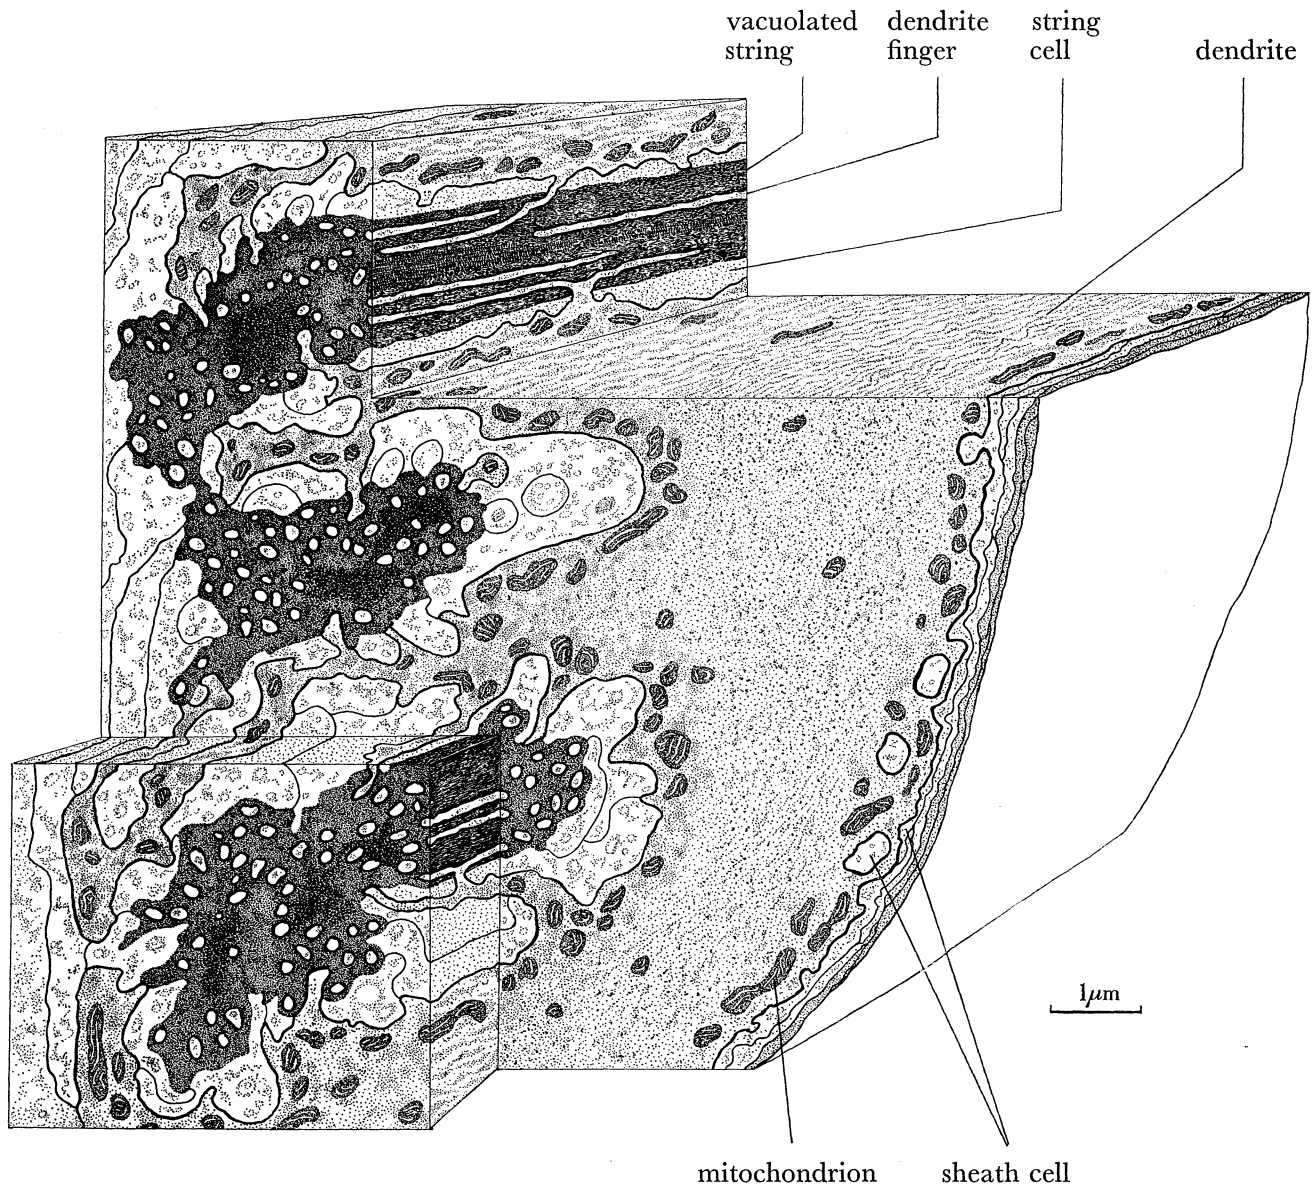 vacuolated string
dendrite finger
string cell
dendrite
1μm
mitochondrion
sheath cell